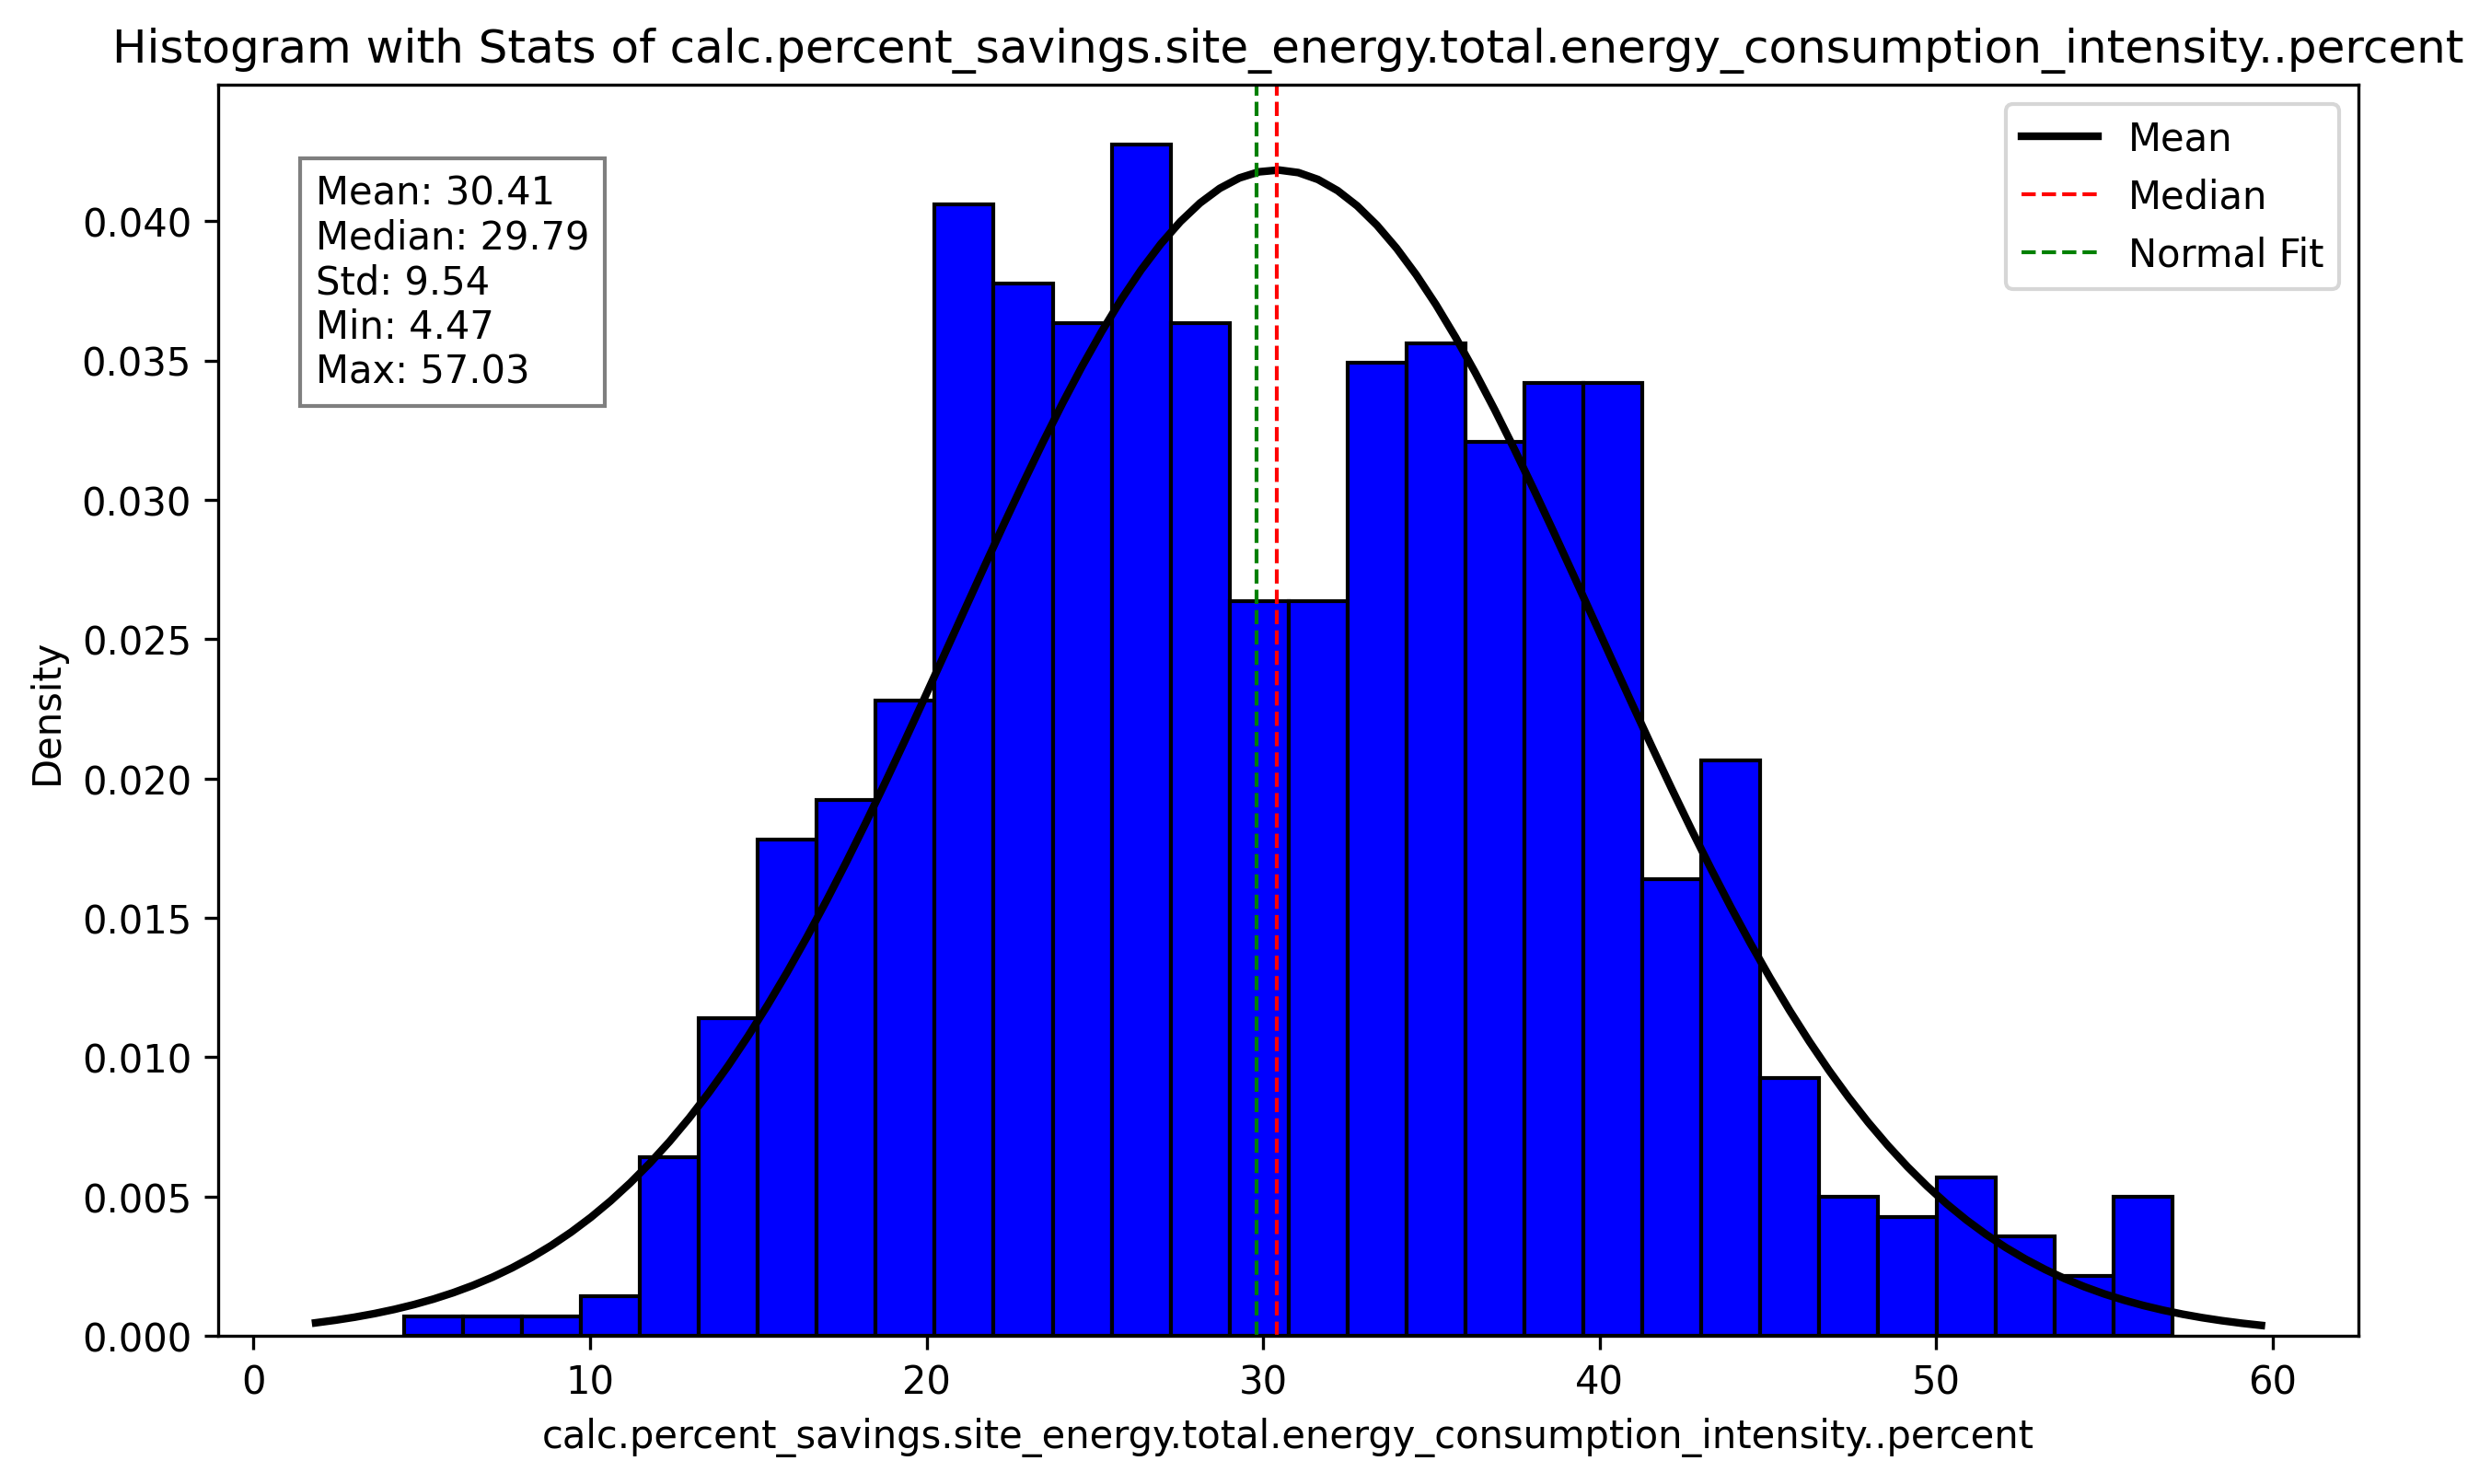 Histogram with Stats of calc.percent_savings.site_energy.total.energy_consumption_intensity..percent
Mean: 30.41
Median: 29.79
Std: 9.54
Min: 4.47
Max: 57.03
Mean
Median
Normal Fit
0.040
0.035
0.030
0.025
0.020
0.015
0.010
0.005
0.000
Density
0 10 20 30 40 50 60
calc.percent_savings.site_energy.total.energy_consumption_intensity..percent